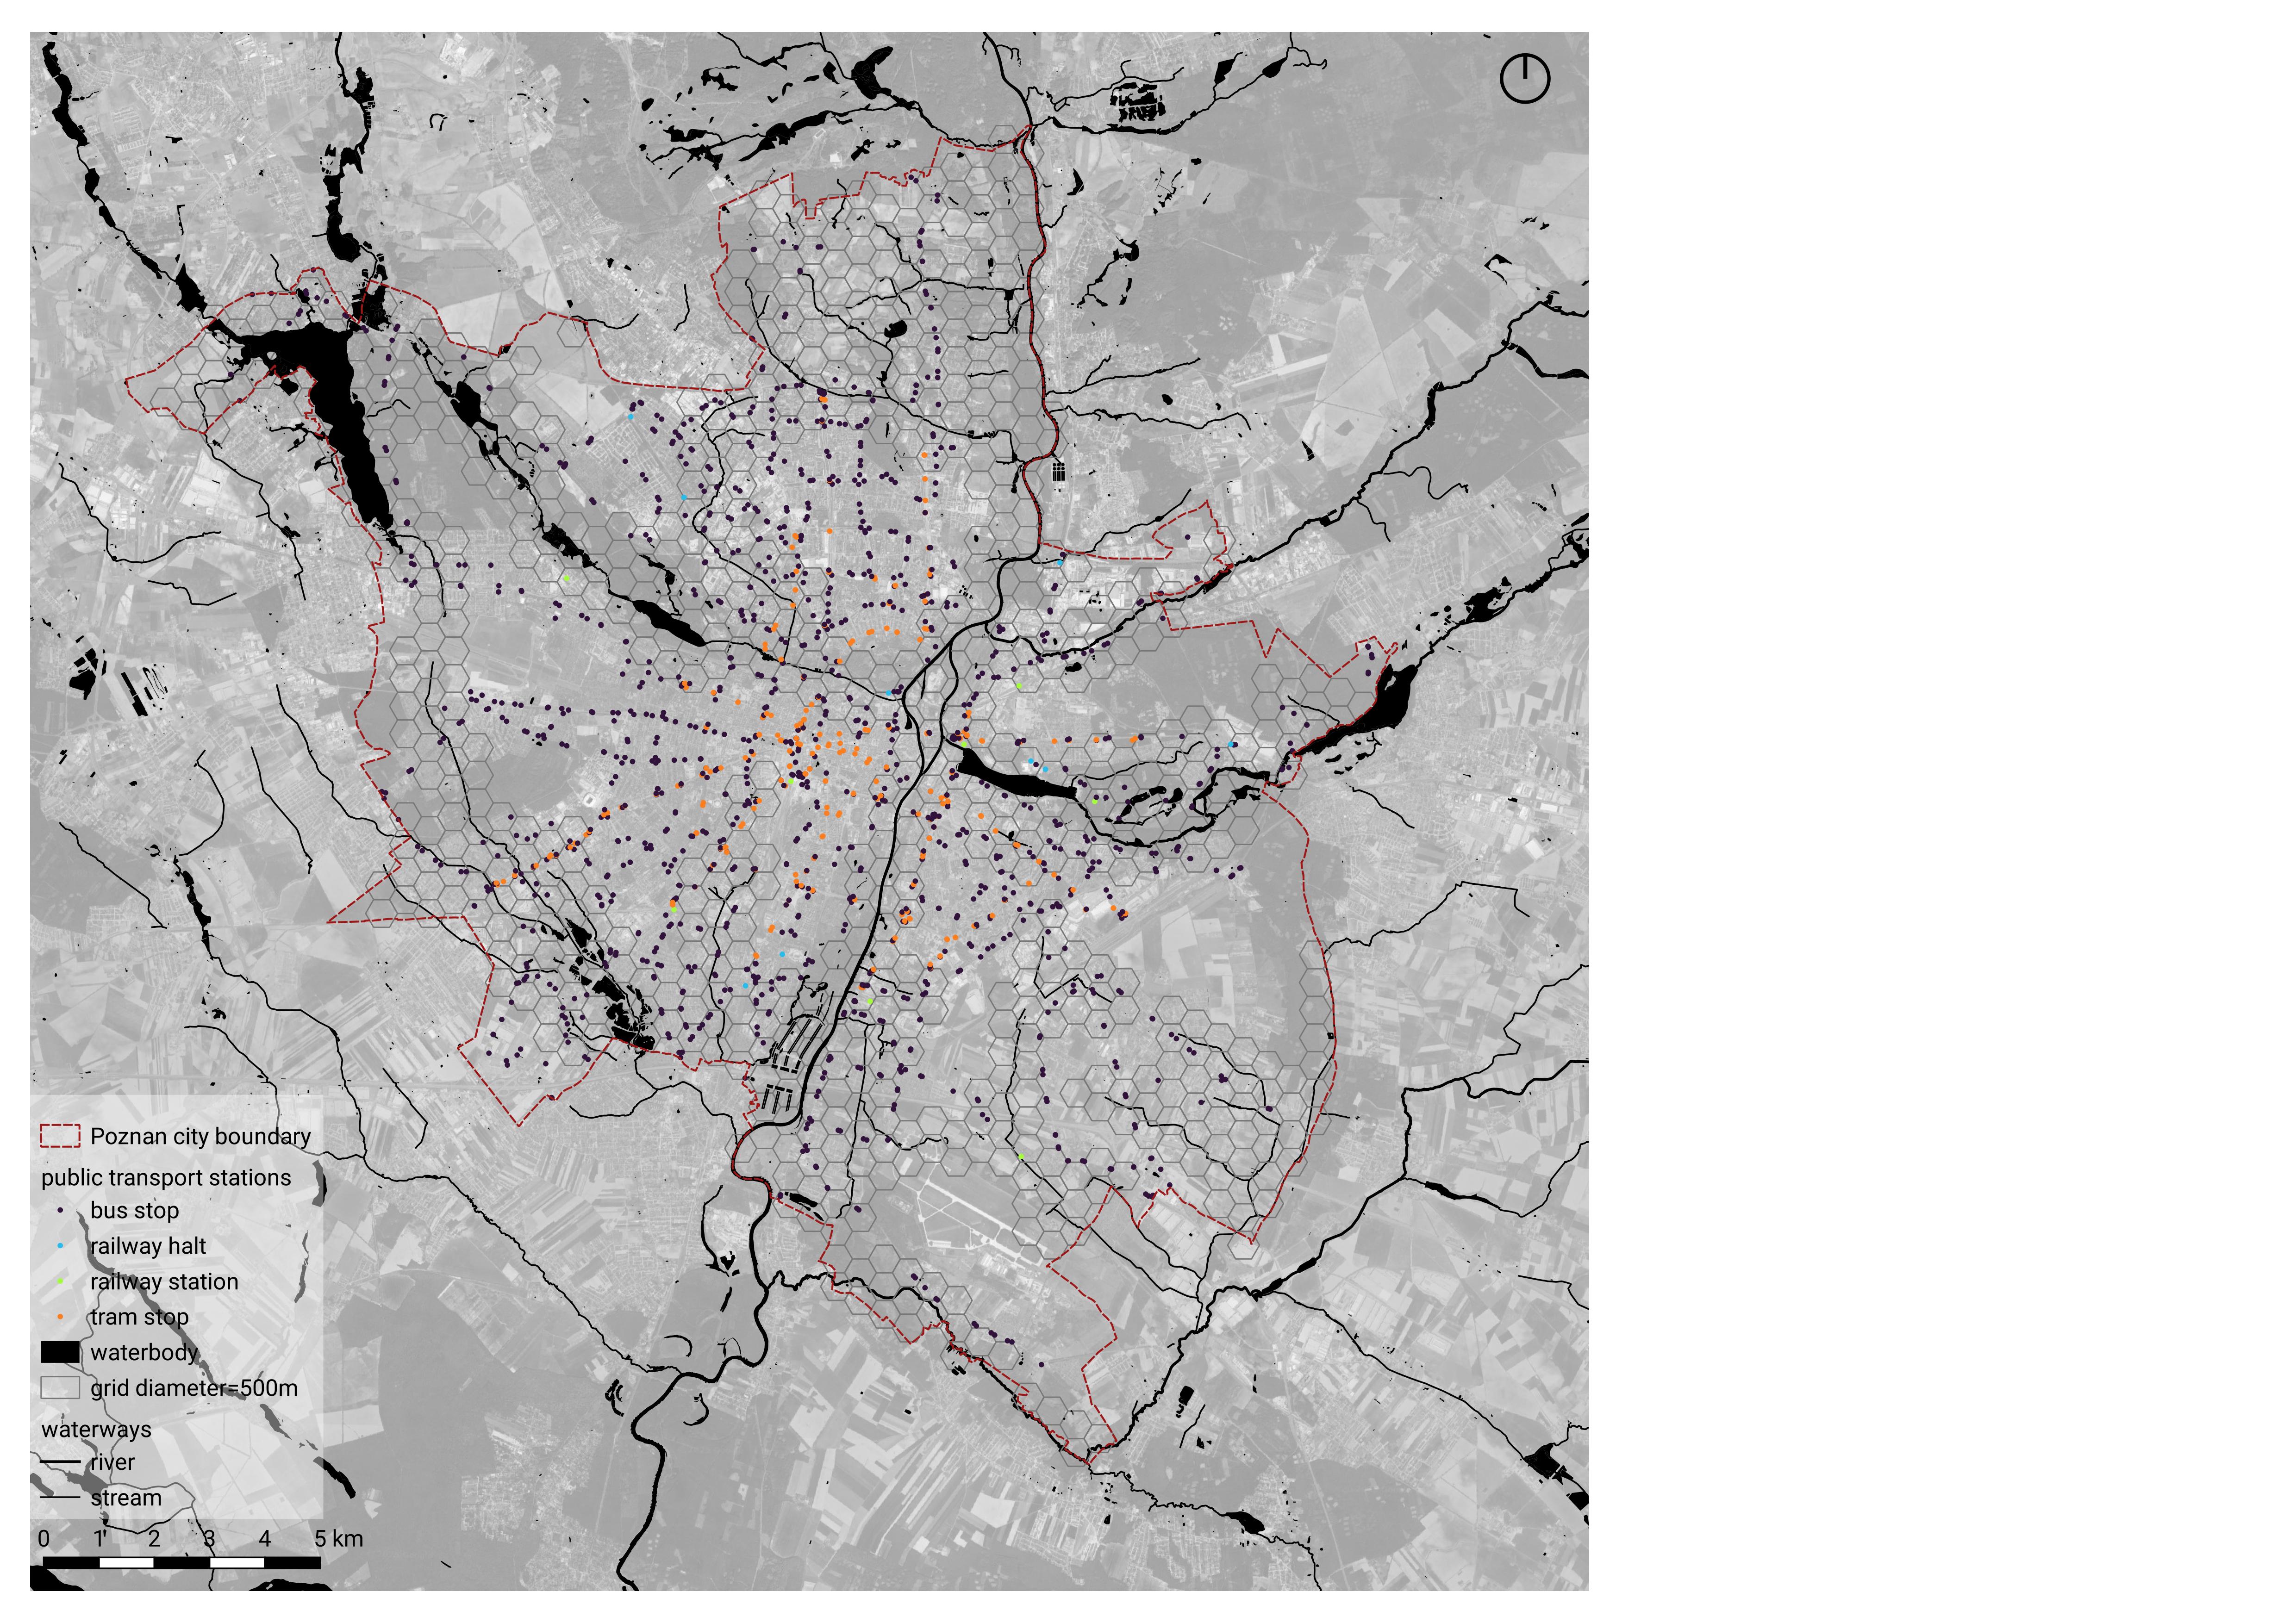 Poznan city boundary
public transport stations
bus stop
railway halt
railway station
tram stop
waterbody
grid diameter=500m
waterways
river
stream
0 1 2 3 4 5 km